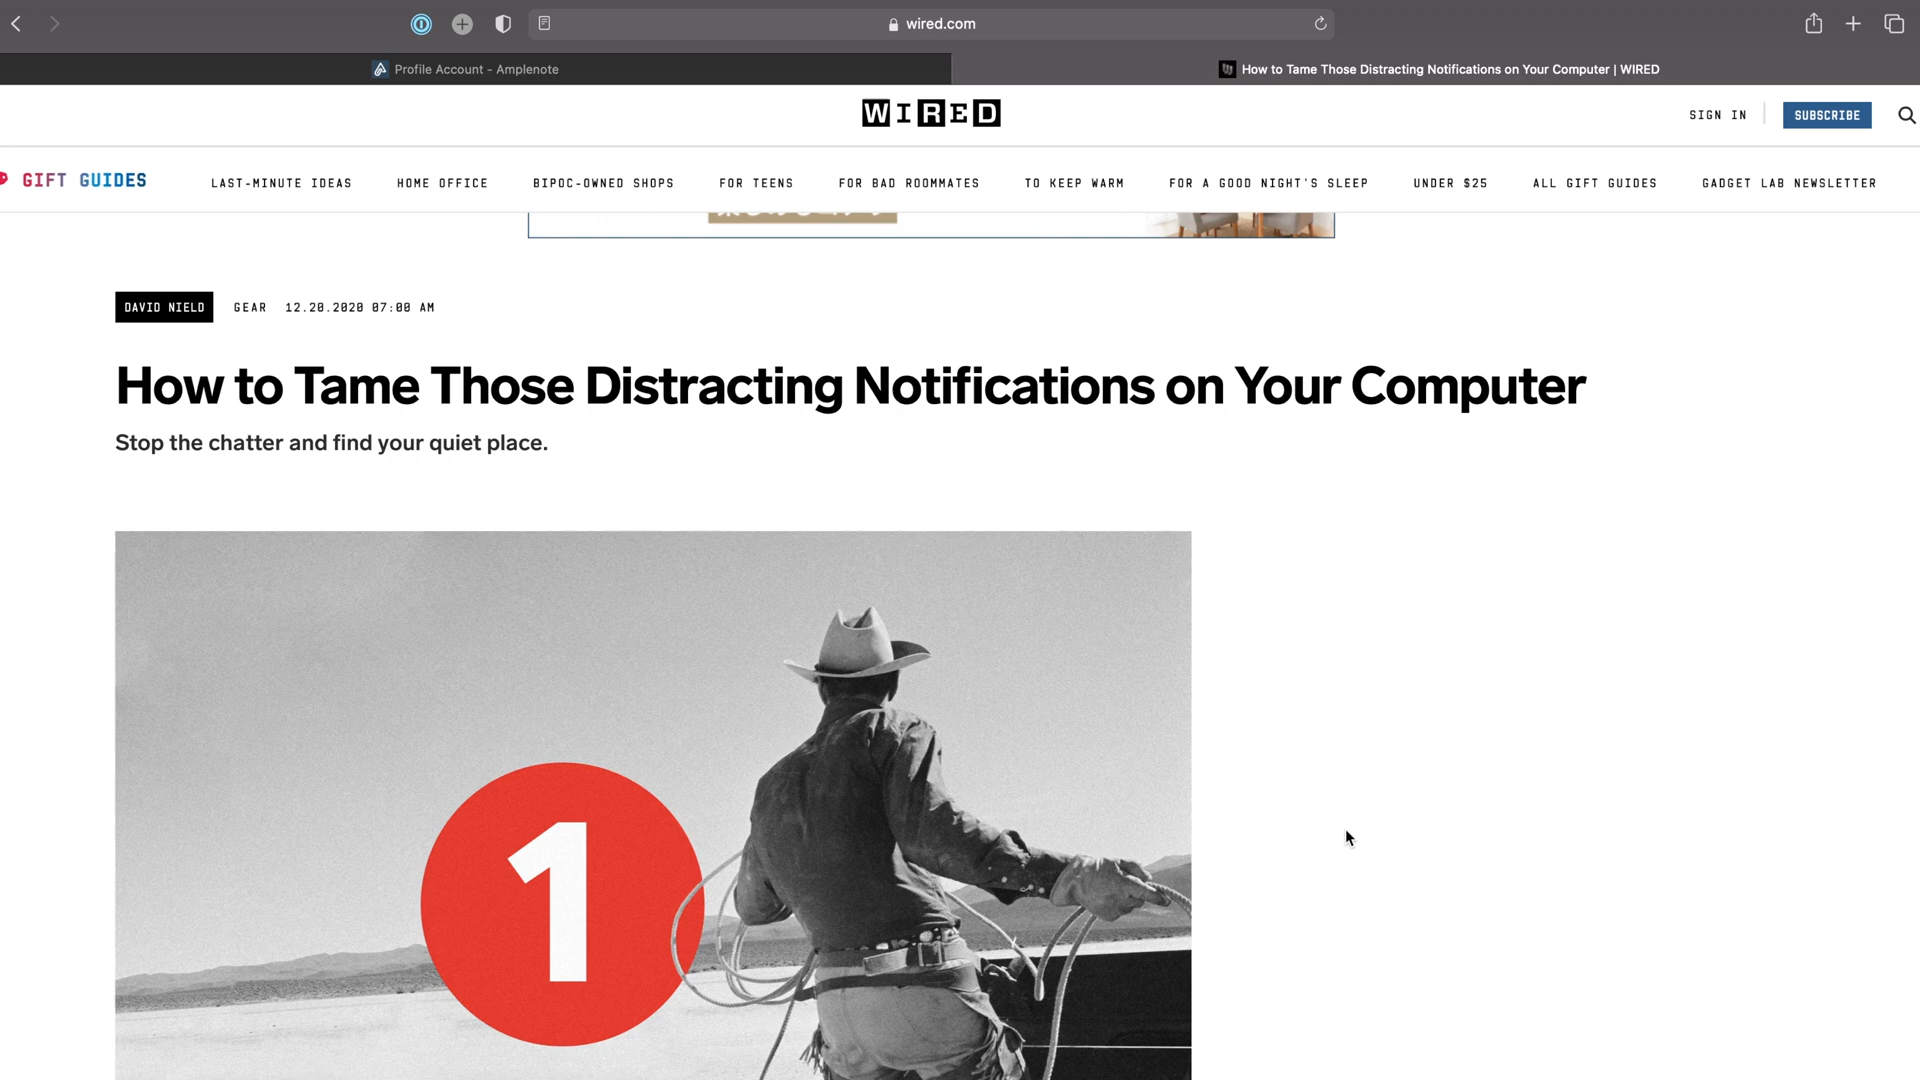 wired.com
Profile Account - Amplenote
How to Tame Those Distracting Notifications on Your Computer | WIRED
WIRED
SIGN IN
SUBSCRIBE
GIFT GUIDES
LAST-MINUTE IDEAS
HOME OFFICE
BIPOC-OWNED SHOPS
FOR TEENS
FOR BAD ROOMMATES
TO KEEP WARM
FOR A GOOD NIGHT'S SLEEP
UNDER $25
ALL GIFT GUIDES
GADGET LAB NEWSLETTER
DAVID NIELD
GEAR
12.20.2020 07:00 AM
How to Tame Those Distracting Notifications on Your Computer
Stop the chatter and find your quiet place.
1